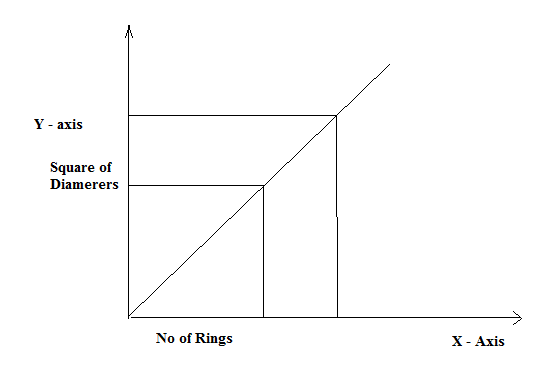 Y - axis
Square of
Diamerers
No of Rings
X - Axis